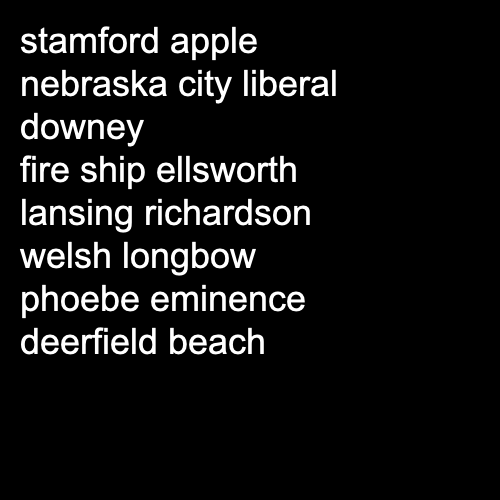 stamford apple
nebraska city liberal
downey
fire ship ellsworth
lansing richardson
welsh longbow
phoebe eminence
deerfield beach